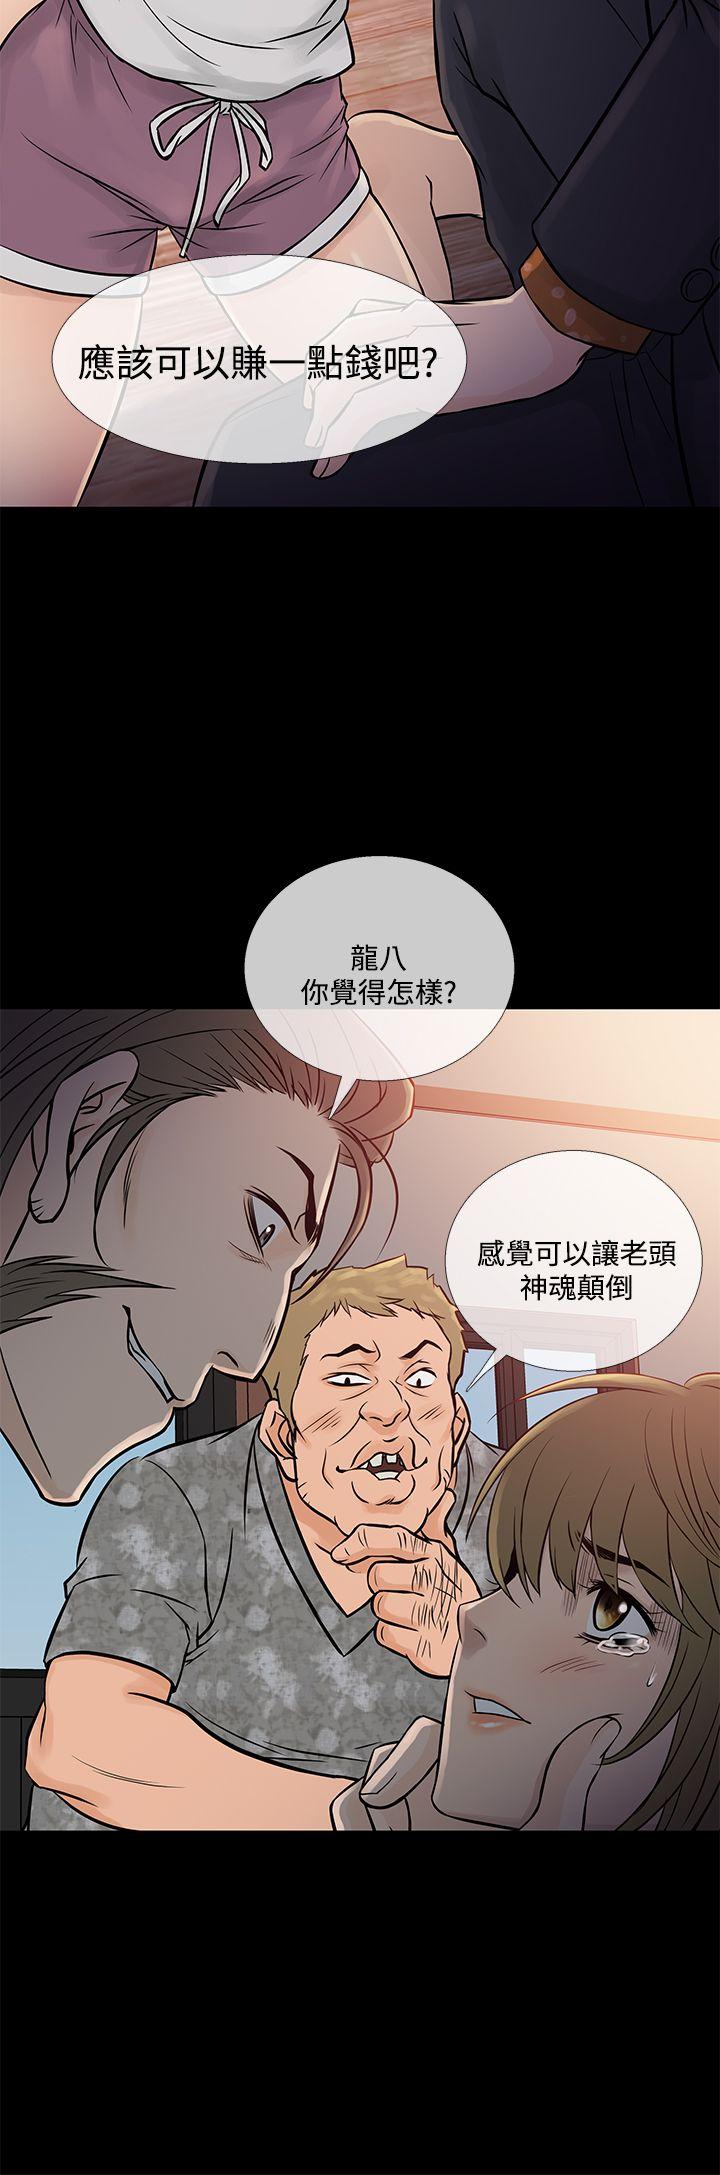 應該可以賺一點錢吧?
龍八
你覺得怎樣?
感覺可以讓老頭
神魂顛倒